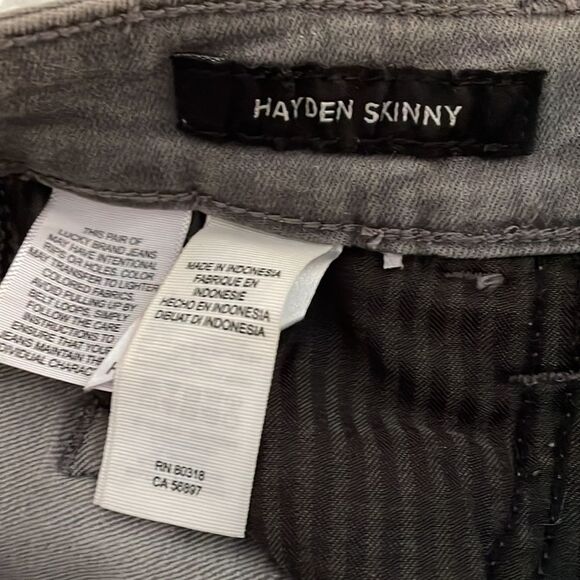 HAYDEN SKINNY
THIS PAIR OF
LUCKY BRAND JEANS
MAY HAVE INTENTIONAL
RIPS OR HOLES. COLOR
MAY TRANSFER TO LIGHTER
COLORED FABRICS.
AVOID PULLING UP BY
BELT LOOPS. SIMPLY
FOLLOW THE CARE
INSTRUCTIONS TO
ENSURE THAT YOUR
JEANS MAINTAIN THE
INDIVIDUAL CHARAC
MADE IN INDONESIA
FABRIQUE EN
INDONESIE
HECHO EN INDONESIA
DIBUAT DI INDONESIA
RN 80318
CA 56897